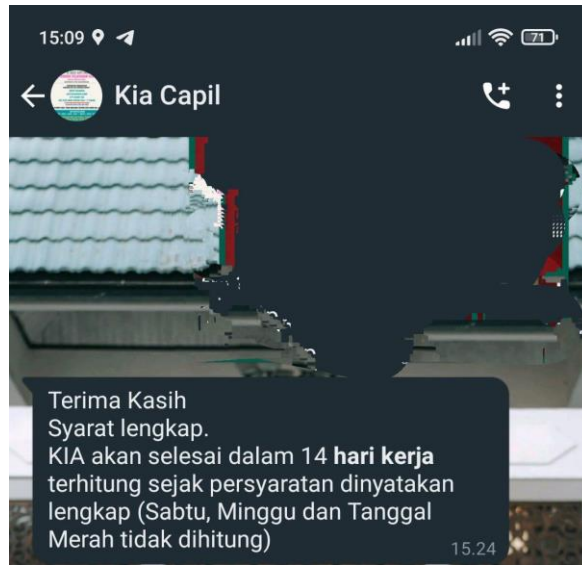 15:09
71
Kia Capil
Terima Kasih
Syarat lengkap.
KIA akan selesai dalam 14 hari kerja
terhitung sejak persyaratan dinyatakan
lengkap (Sabtu, Minggu dan Tanggal
Merah tidak dihitung)
15.24